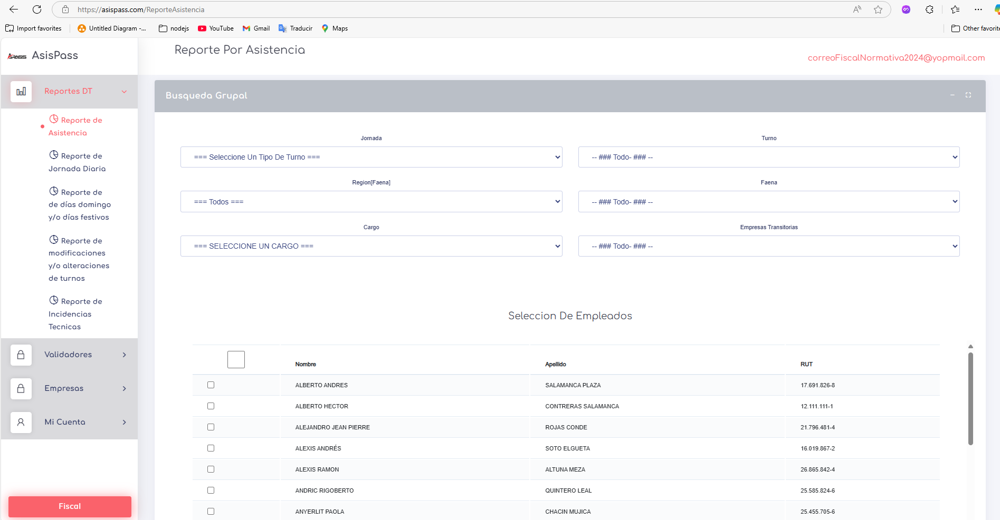 https://asispass.com/ReporteAsistencia
Import favorites
Untitled Diagram -...
nodejs
YouTube
Gmail
Traducir
Maps
Other favorite
APASS AsisPass
Reporte Por Asistencia
correoFiscalNormativa2024@yopmail.com
Reportes DT
Reporte de
Asistencia
Reporte de
Jornada Diaria
Reporte de
de días domingo
y/o días festivos
Reporte de
modificaciones
y/o alteraciones
de turnos
Reporte de
Incidencias
Tecnicas
Validadores
Empresas
Mi Cuenta
Fiscal
Busqueda Grupal
Jornada
Turno
=== Seleccione Un Tipo De Turno ===
-- ### Todo- ### --
Region[Faena]
Faena
=== Todos ===
-- ### Todo- ### --
Cargo
Empresas Transitorias
=== SELECCIONE UN CARGO ===
-- ### Todo- ### --
Seleccion De Empleados
Nombre Apellido RUT
ALBERTO ANDRES SALAMANCA PLAZA 17.691.826-8
ALBERTO HECTOR CONTRERAS SALAMANCA 12.111.111-1
ALEJANDRO JEAN PIERRE ROJAS CONDE 21.796.481-4
ALEXIS ANDRÉS SOTO ELGUETA 16.019.867-2
ALEXIS RAMON ALTUNA MEZA 26.865.842-4
ANDRIC RIGOBERTO QUINTERO LEAL 25.585.824-6
ANYERLIT PAOLA CHACIN MUJICA 25.455.705-6